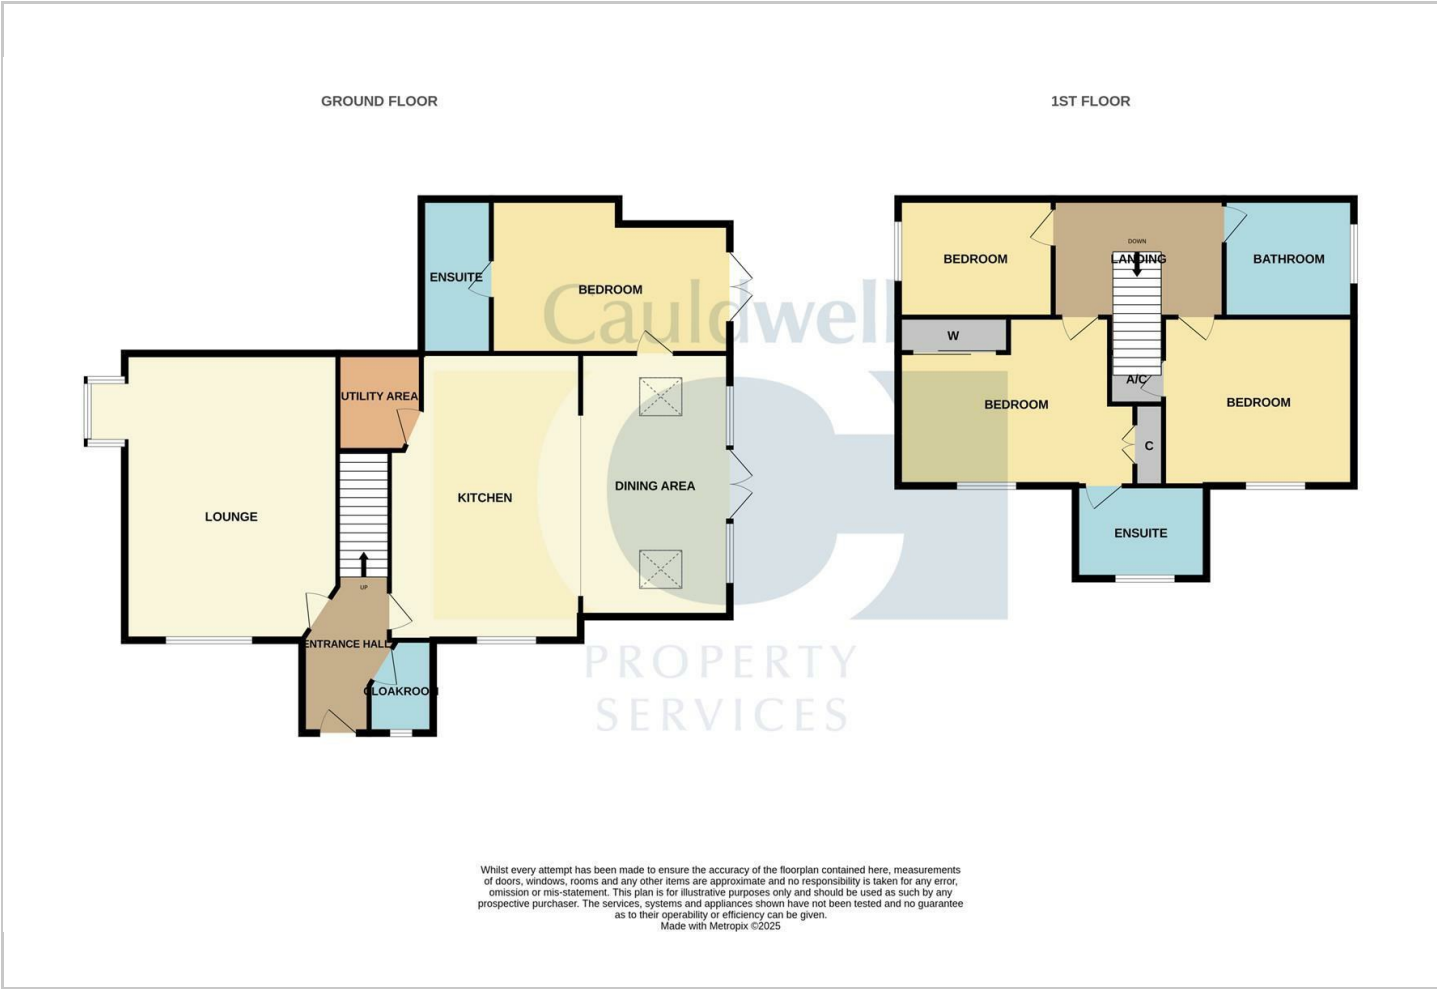 GROUND FLOOR
1ST FLOOR
ENSUITE
BEDROOM
UTILITY AREA
LOUNGE
KITCHEN
DINING AREA
UP
ENTRANCE HALL
CLOAKROOM
BEDROOM
DOWN
LANDING
BATHROOM
W
A/C
BEDROOM
BEDROOM
C
ENSUITE
Cauldwell
PROPERTY
SERVICES
Whilst every attempt has been made to ensure the accuracy of the floorplan contained here, measurements
of doors, windows, rooms and any other items are approximate and no responsibility is taken for any error,
omission or mis-statement. This plan is for illustrative purposes only and should be used as such by any
prospective purchaser. The services, systems and appliances shown have not been tested and no guarantee
as to their operability or efficiency can be given.
Made with Metropix ©2025